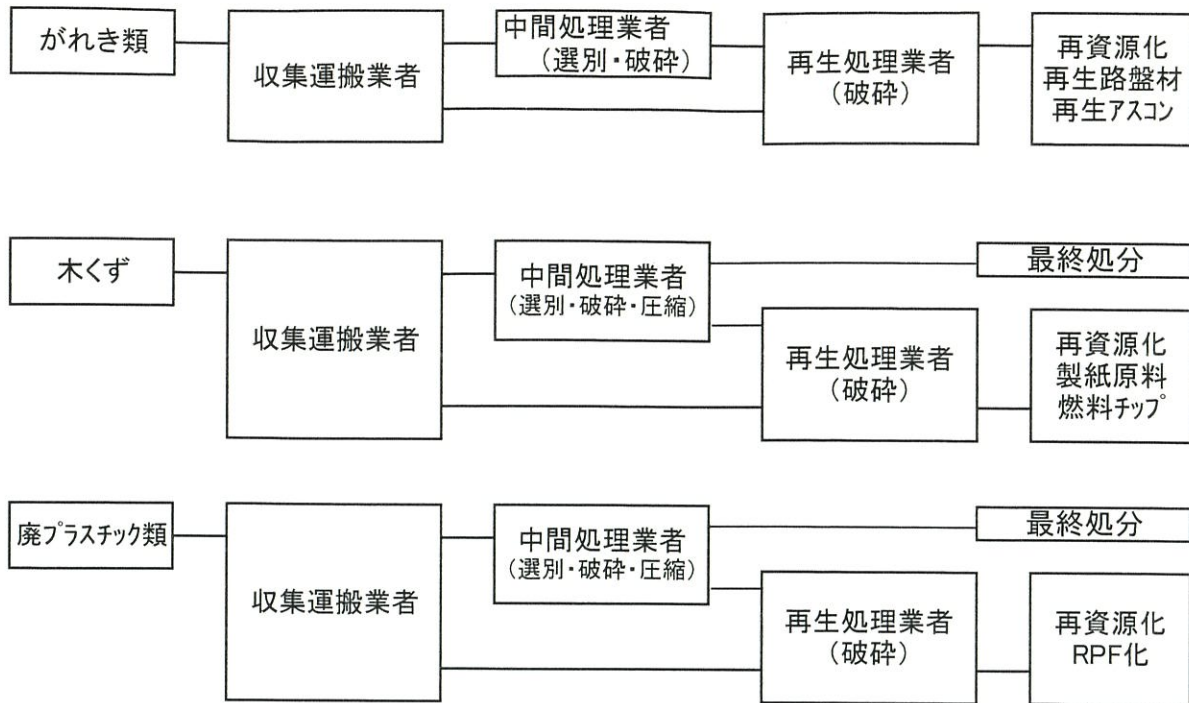 がれき類
収集運搬業者
中間処理業者
（選別・破砕）
再生処理業者
（破砕）
再資源化
再生路盤材
再生アスコン
木くず
収集運搬業者
中間処理業者
（選別・破砕・圧縮）
最終処分
再生処理業者
（破砕）
再資源化
製紙原料
燃料チップ
廃プラスチック類
収集運搬業者
中間処理業者
（選別・破砕・圧縮）
最終処分
再生処理業者
（破砕）
再資源化
RPF化